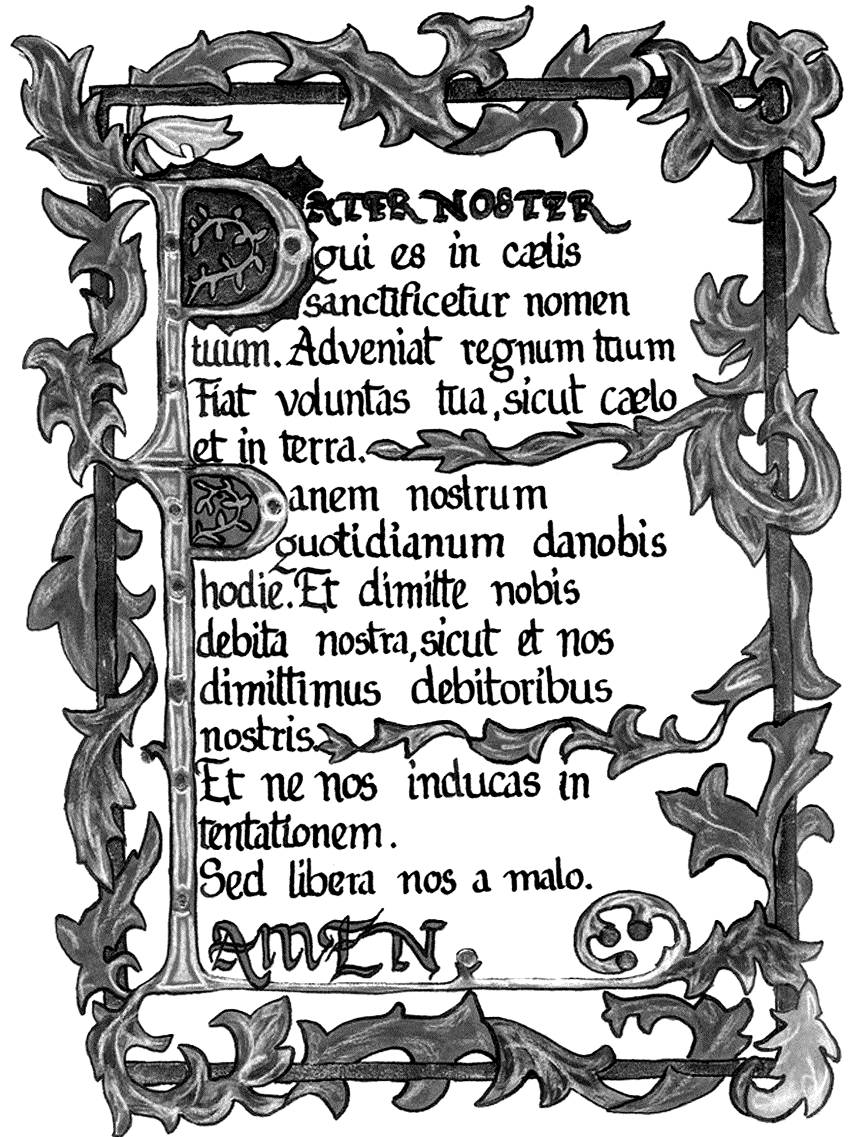 PATER NOSTER
qui es in cælis
sanctificetur nomen
tuum. Adveniat regnum tuum
Fiat voluntas tua, sicut cælo
et in terra.
Panem nostrum
quotidianum danobis
hodie. Et dimitte nobis
debita nostra, sicut et nos
dimittimus debitoribus
nostris.
Et ne nos inducas in
tentationem.
Sed libera nos a malo.
AMEN